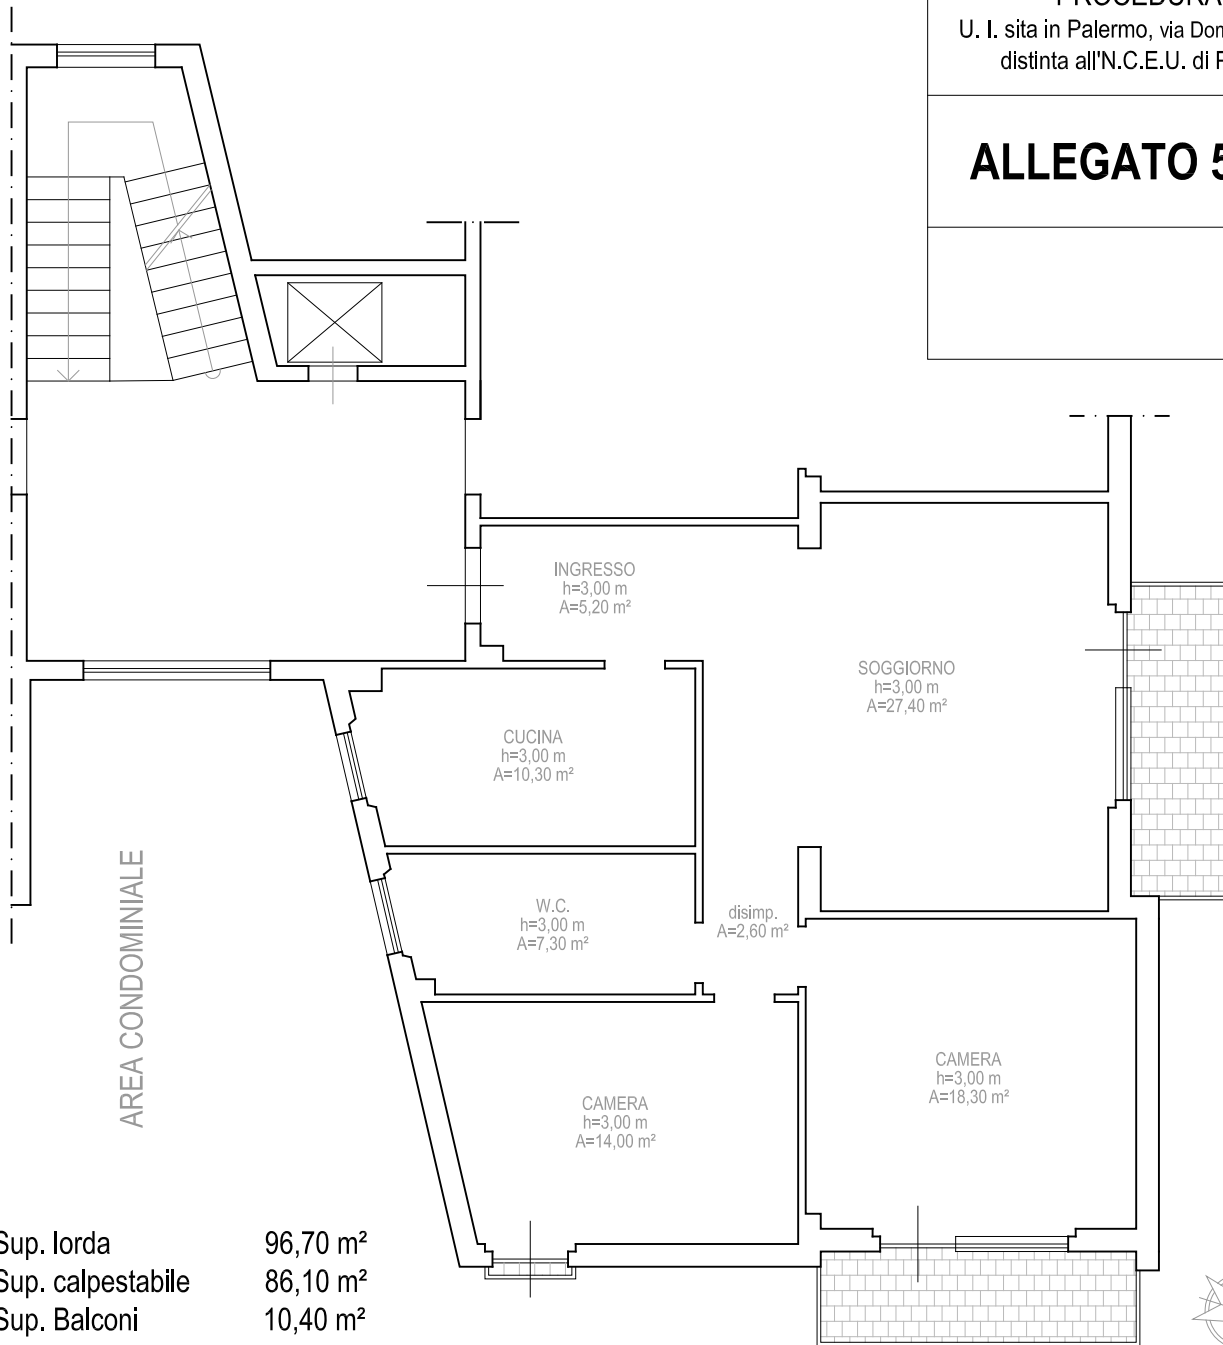 PROCEDURA
U. I. sita in Palermo, via
distinta all'N.C.E.U. di
ALLEGATO 5
INGRESSO
h=3,00 m
A=5,20 m²
SOGGIORNO
h=3,00 m
A=27,40 m²
CUCINA
h=3,00 m
A=10,30 m²
W.C.
h=3,00 m
A=7,30 m²
disimp.
A=2,60 m²
AREA CONDOMINIALE
CAMERA
h=3,00 m
A=18,30 m²
CAMERA
h=3,00 m
A=14,00 m²
Sup. lorda 96,70 m²
Sup. calpestabile 86,10 m²
Sup. Balconi 10,40 m²